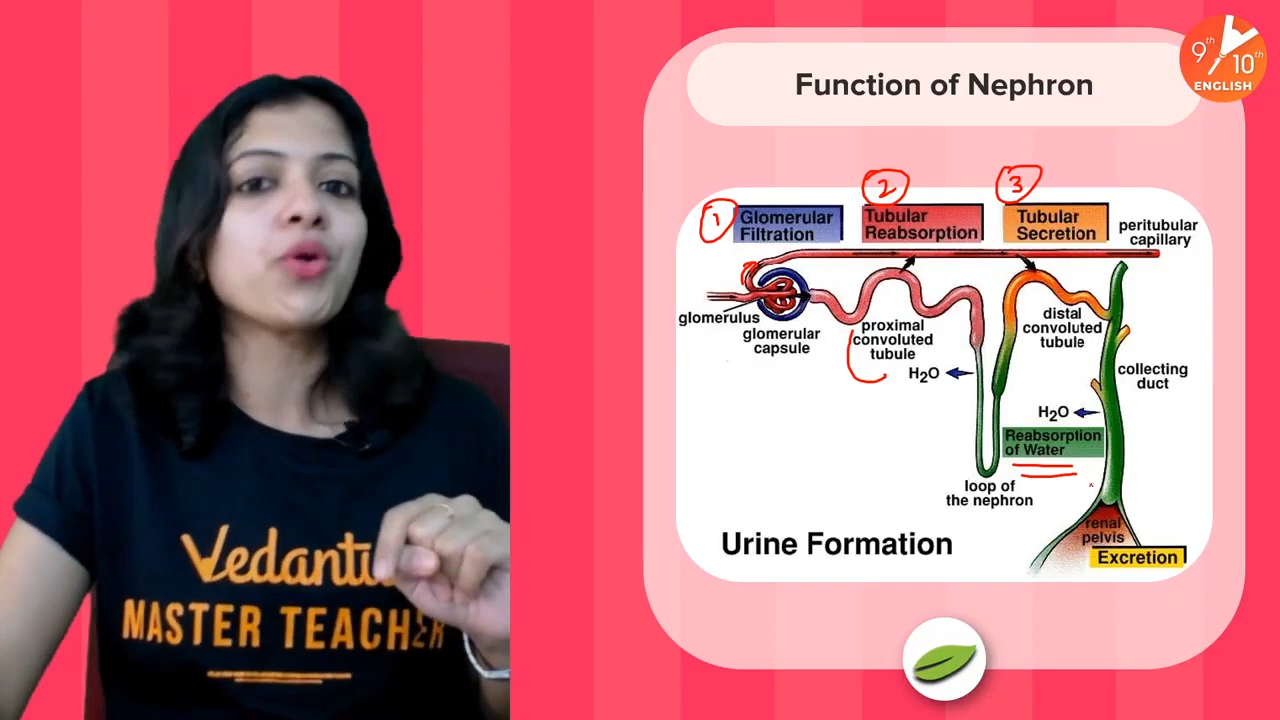 Function of Nephron
9th
10th
ENGLISH
1
2
3
Glomerular
Filtration
Tubular
Reabsorption
Tubular
Secretion
peritubular
capillary
glomerulus
glomerular
capsule
proximal
convoluted
tubule
H₂O
distal
convoluted
tubule
collecting
duct
H₂O
Reabsorption
of Water
loop of
the nephron
renal
pelvis
Excretion
Urine Formation
Vedantu
MASTER TEACHER